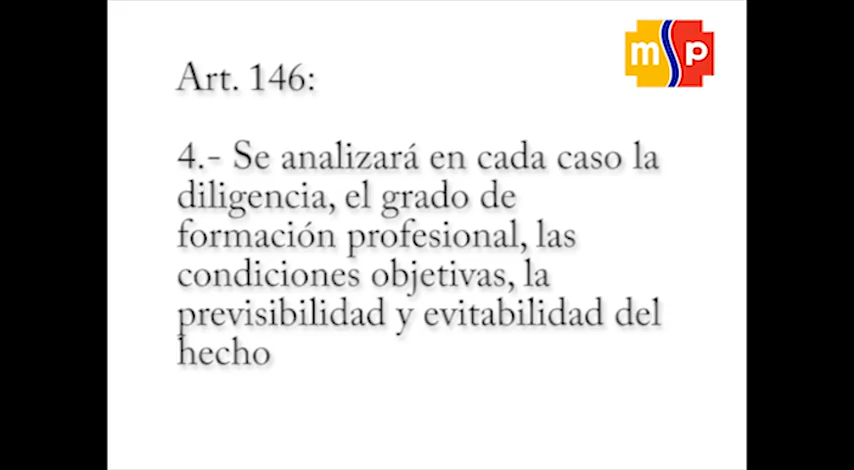 msp
Art. 146:
4.- Se analizará en cada caso la
diligencia, el grado de
formación profesional, las
condiciones objetivas, la
previsibilidad y evitabilidad del
hecho